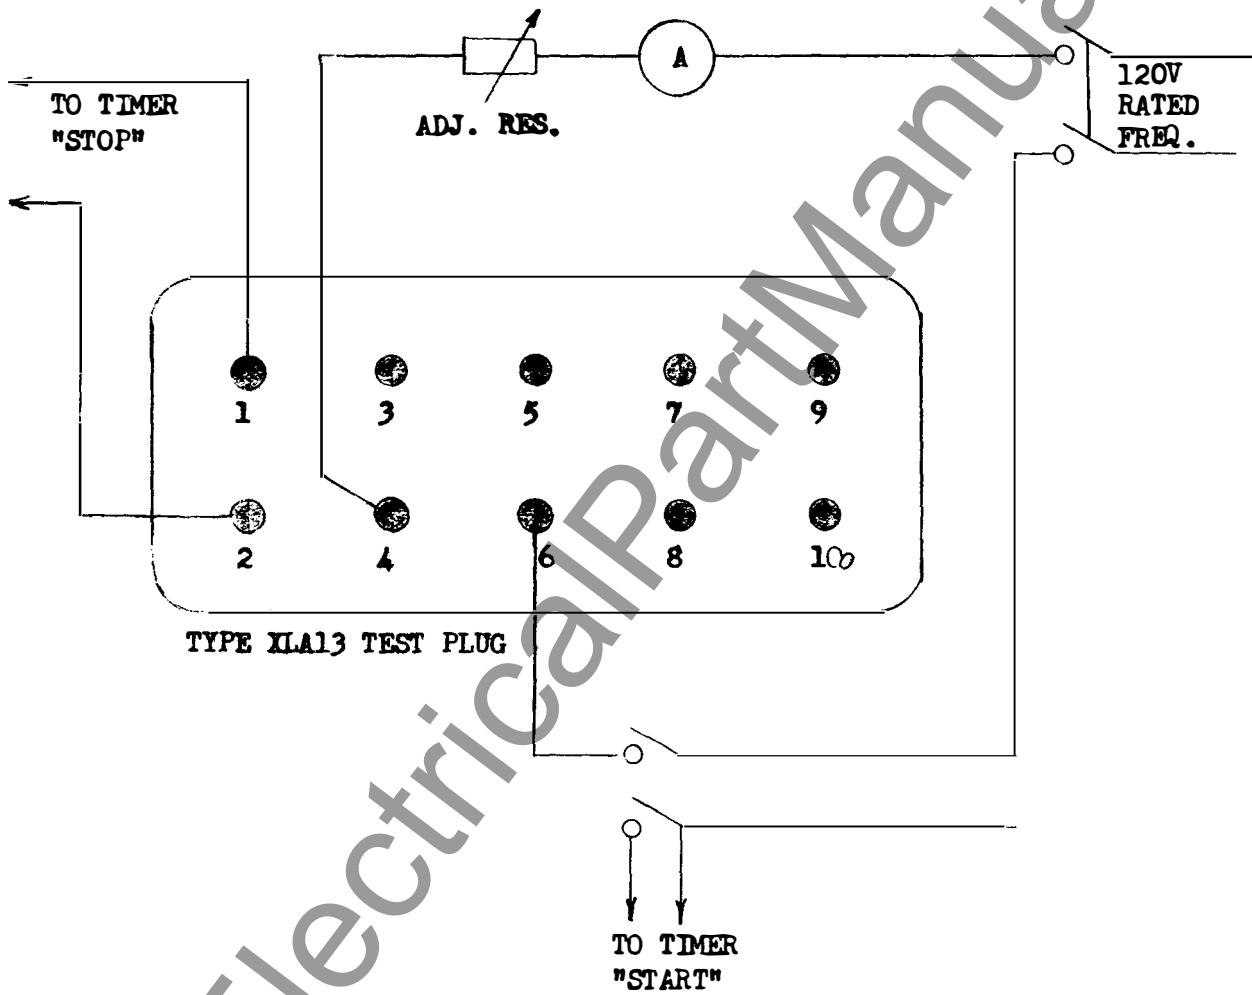 TO TIMER
"STOP"
ADJ. RES.
A
120V
RATED
FREQ.
1
3
5
7
9
2
4
6
8
10
TYPE XLA13 TEST PLUG
TO TIMER
"START"
ElectricalPartManua